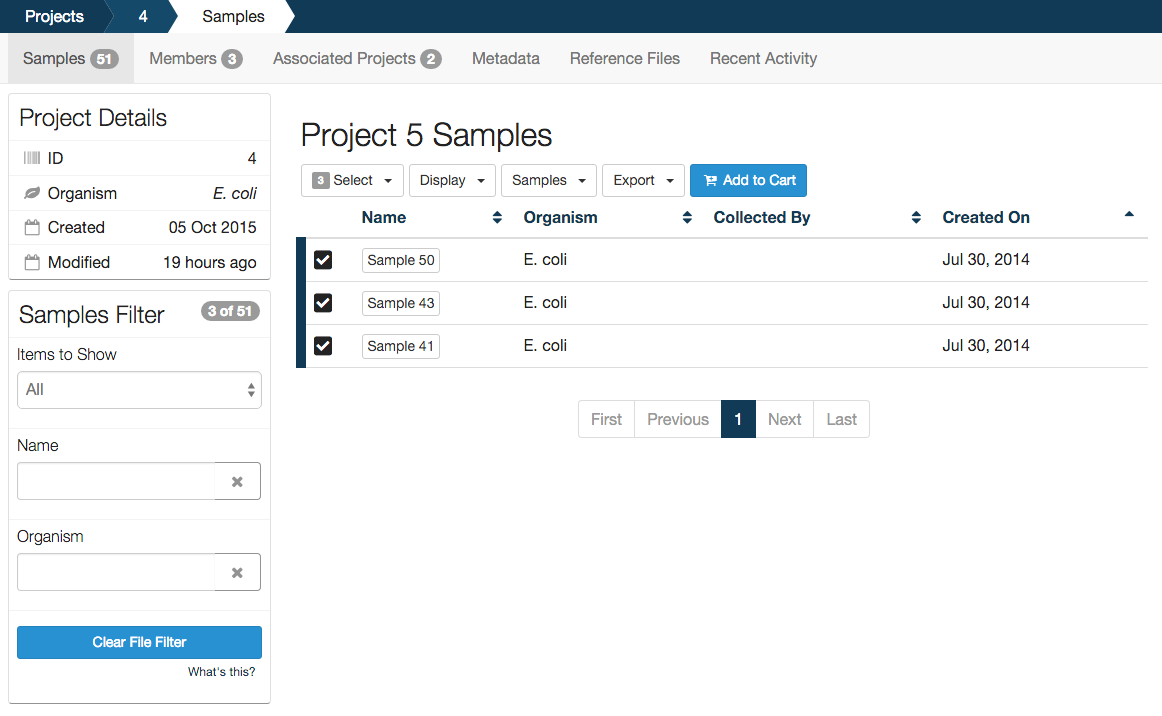 Projects 4 Samples
Samples 51 Members 3 Associated Projects 2 Metadata Reference Files Recent Activity
Project Details
ID 4
Organism E. coli
Created 05 Oct 2015
Modified 19 hours ago
Samples Filter 3 of 51
Items to Show
All
Name
Organism
Clear File Filter
What's this?
Project 5 Samples
3 Select Display Samples Export Add to Cart
Name Organism Collected By Created On
Sample 50 E. coli Jul 30, 2014
Sample 43 E. coli Jul 30, 2014
Sample 41 E. coli Jul 30, 2014
First Previous 1 Next Last